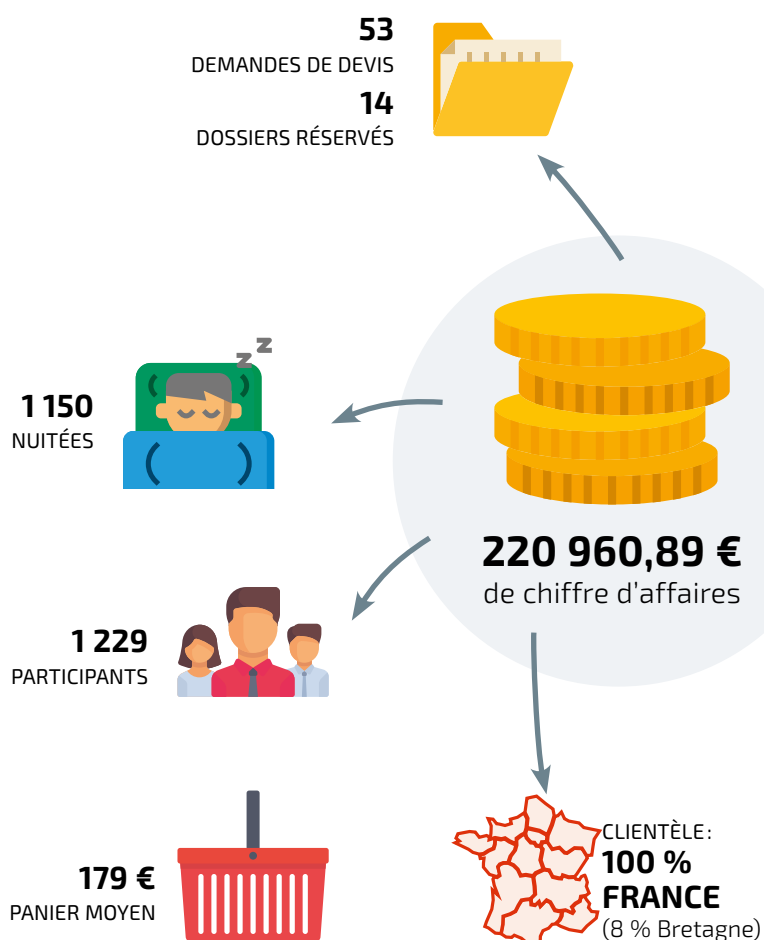 53
DEMANDES DE DEVIS
14
DOSSIERS RÉSERVÉS
z z
1 150
NUITÉES
220 960,89 €
de chiffre d’affaires
1 229
PARTICIPANTS
179 €
PANIER MOYEN
CLIENTÈLE :
100 %
FRANCE
(8 % Bretagne)